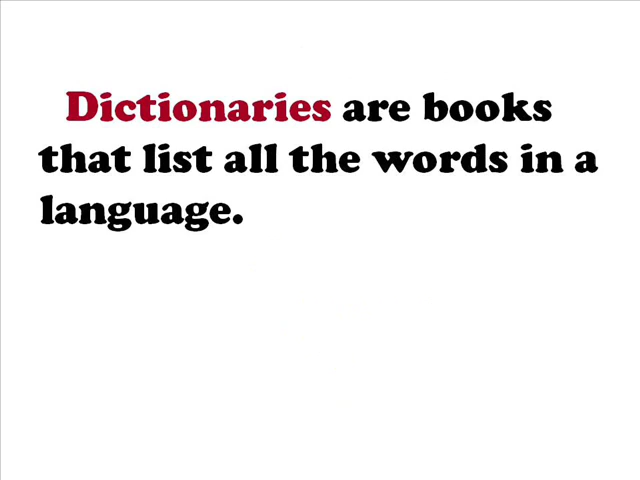 Dictionaries are books
that list all the words in a
language.